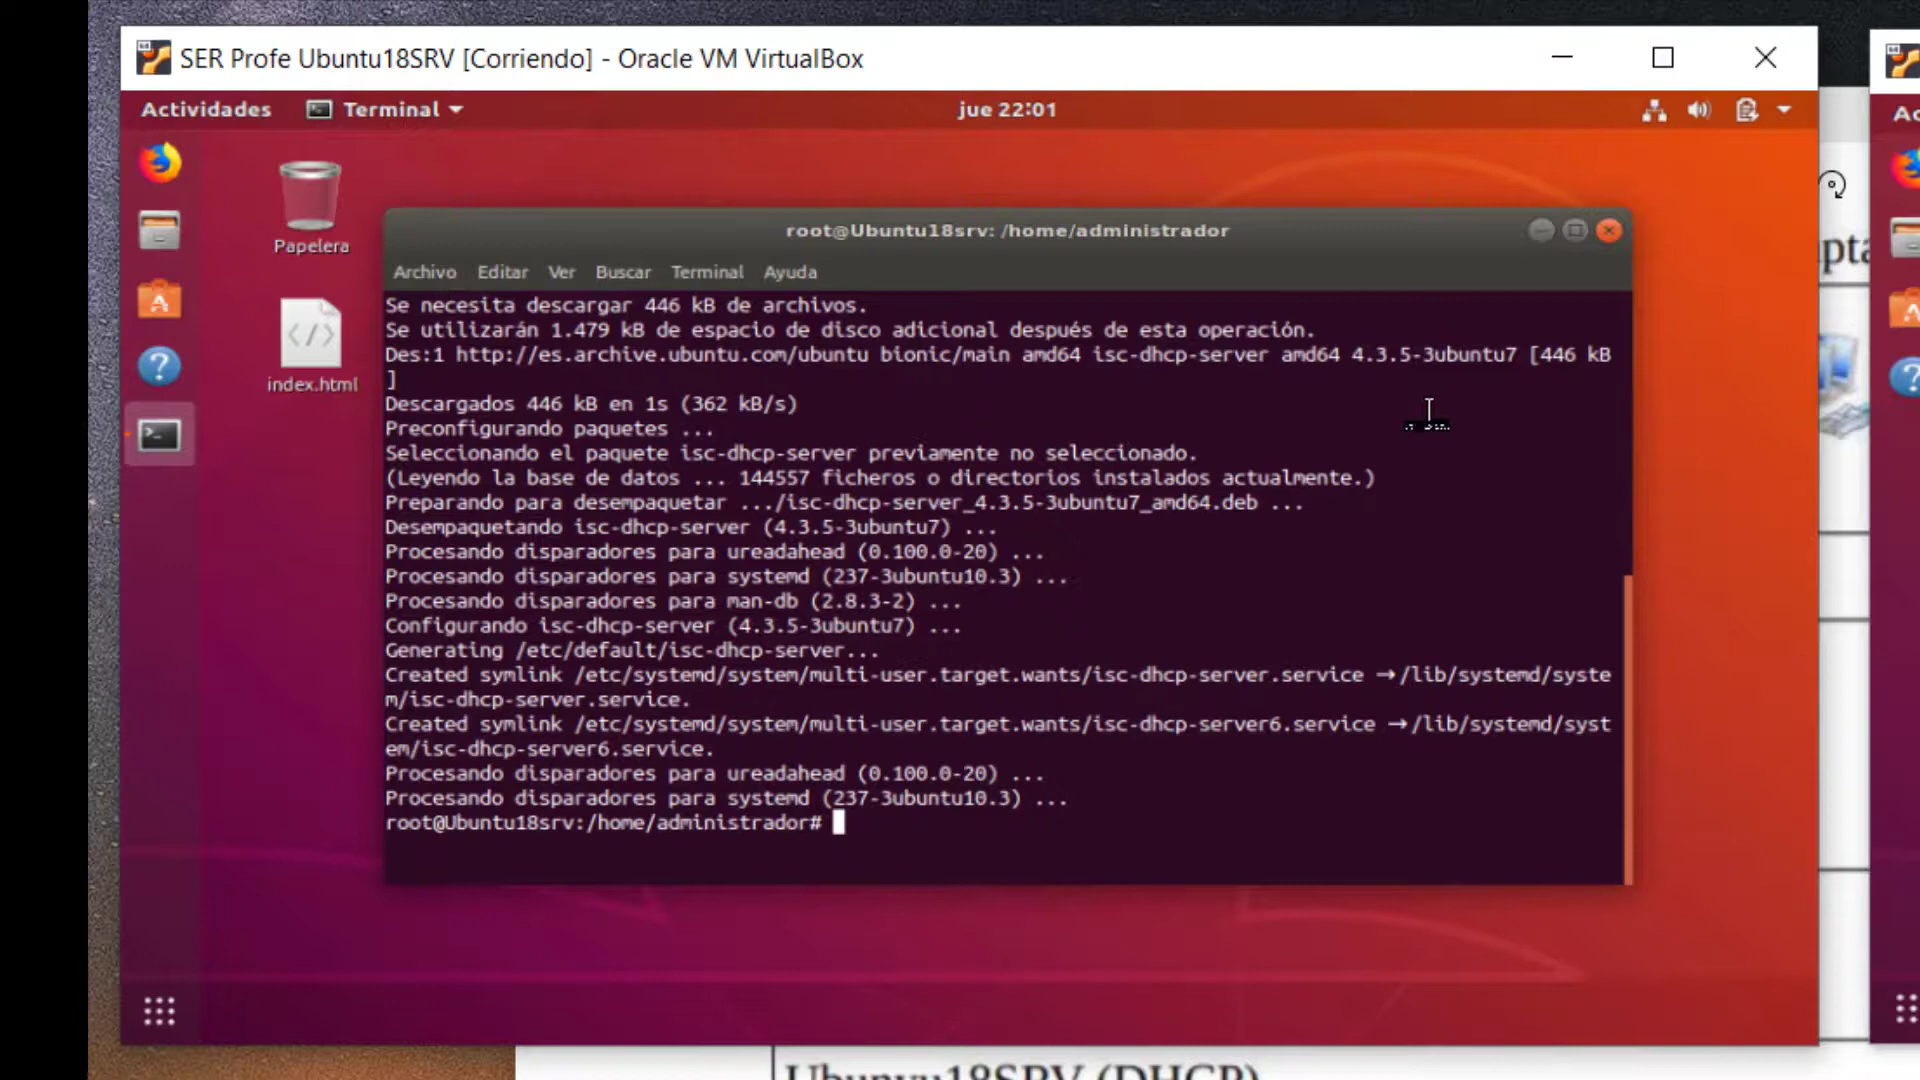 SER Profe Ubuntu18SRV [Corriendo] - Oracle VM VirtualBox
Actividades
Terminal
jue 22:01
Papelera
index.html
root@Ubuntu18srv: /home/administrador
Archivo Editar Ver Buscar Terminal Ayuda
Se necesita descargar 446 kB de archivos.
Se utilizarán 1.479 kB de espacio de disco adicional después de esta operación.
Des:1 http://es.archive.ubuntu.com/ubuntu bionic/main amd64 isc-dhcp-server amd64 4.3.5-3ubuntu7 [446 kB
]
Descargados 446 kB en 1s (362 kB/s)
Preconfigurando paquetes ...
Seleccionando el paquete isc-dhcp-server previamente no seleccionado.
(Leyendo la base de datos ... 144557 ficheros o directorios instalados actualmente.)
Preparando para desempaquetar .../isc-dhcp-server_4.3.5-3ubuntu7_amd64.deb ...
Desempaquetando isc-dhcp-server (4.3.5-3ubuntu7) ...
Procesando disparadores para ureadahead (0.100.0-20) ...
Procesando disparadores para systemd (237-3ubuntu10.3) ...
Procesando disparadores para man-db (2.8.3-2) ...
Configurando isc-dhcp-server (4.3.5-3ubuntu7) ...
Generating /etc/default/isc-dhcp-server...
Created symlink /etc/systemd/system/multi-user.target.wants/isc-dhcp-server.service → /lib/systemd/syste
m/isc-dhcp-server.service.
Created symlink /etc/systemd/system/multi-user.target.wants/isc-dhcp-server6.service → /lib/systemd/syst
em/isc-dhcp-server6.service.
Procesando disparadores para ureadahead (0.100.0-20) ...
Procesando disparadores para systemd (237-3ubuntu10.3) ...
root@Ubuntu18srv:/home/administrador#
(DHCP)